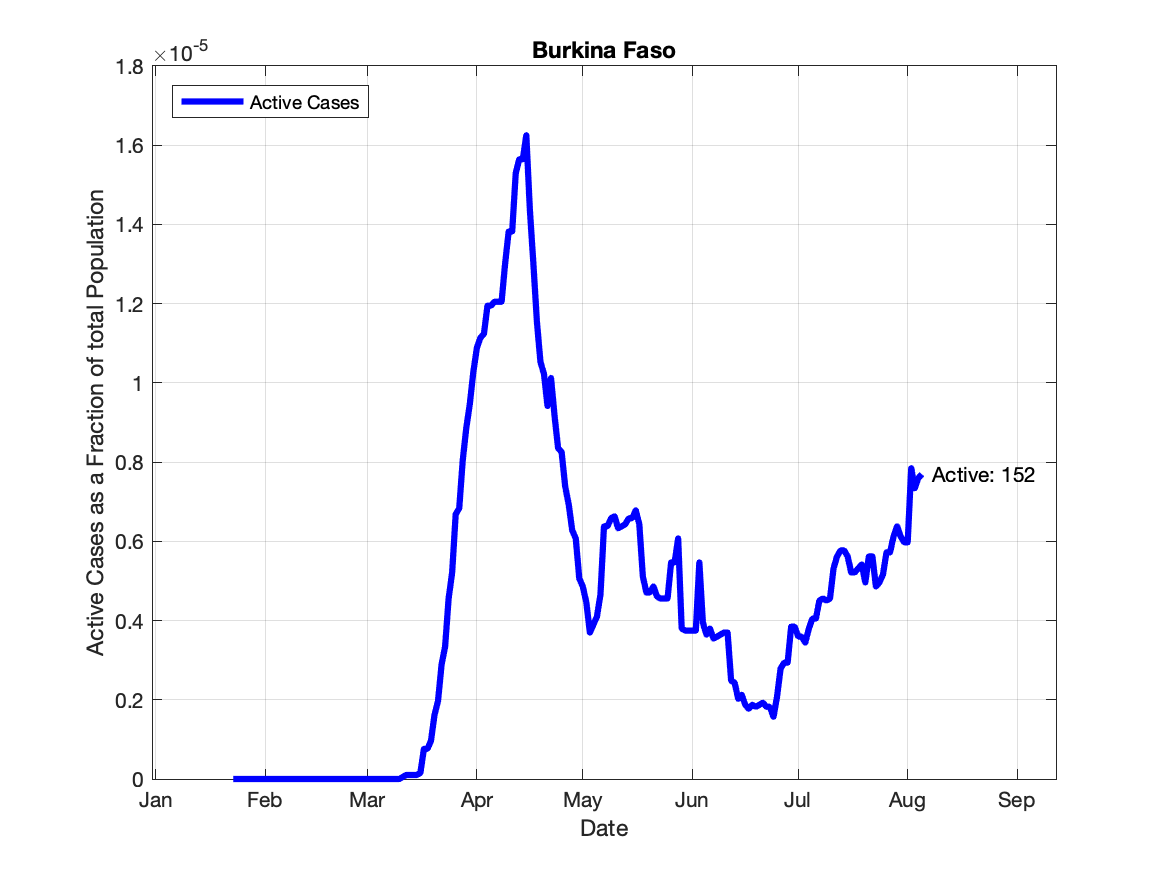 Burkina Faso
×10-5
1.8
1.6
1.4
1.2
1
0.8
0.6
0.4
0.2
0
Active Cases as a Fraction of total Population
Active Cases
Active: 152
Jan Feb Mar Apr May Jun Jul Aug Sep
Date